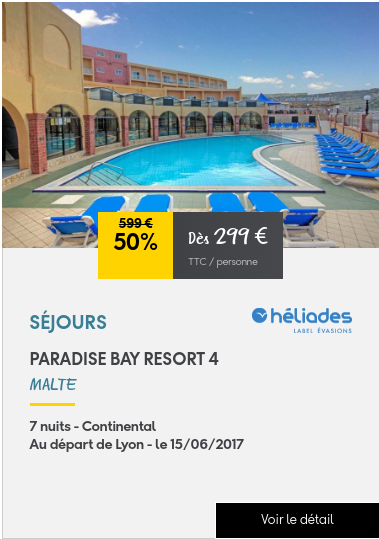 599 €
50%
Dès 299 €
TTC / personne
SÉJOURS
héliades
LABEL ÉVASIONS
PARADISE BAY RESORT 4
MALTE
7 nuits - Continental
Au départ de Lyon - le 15/06/2017
Voir le détail